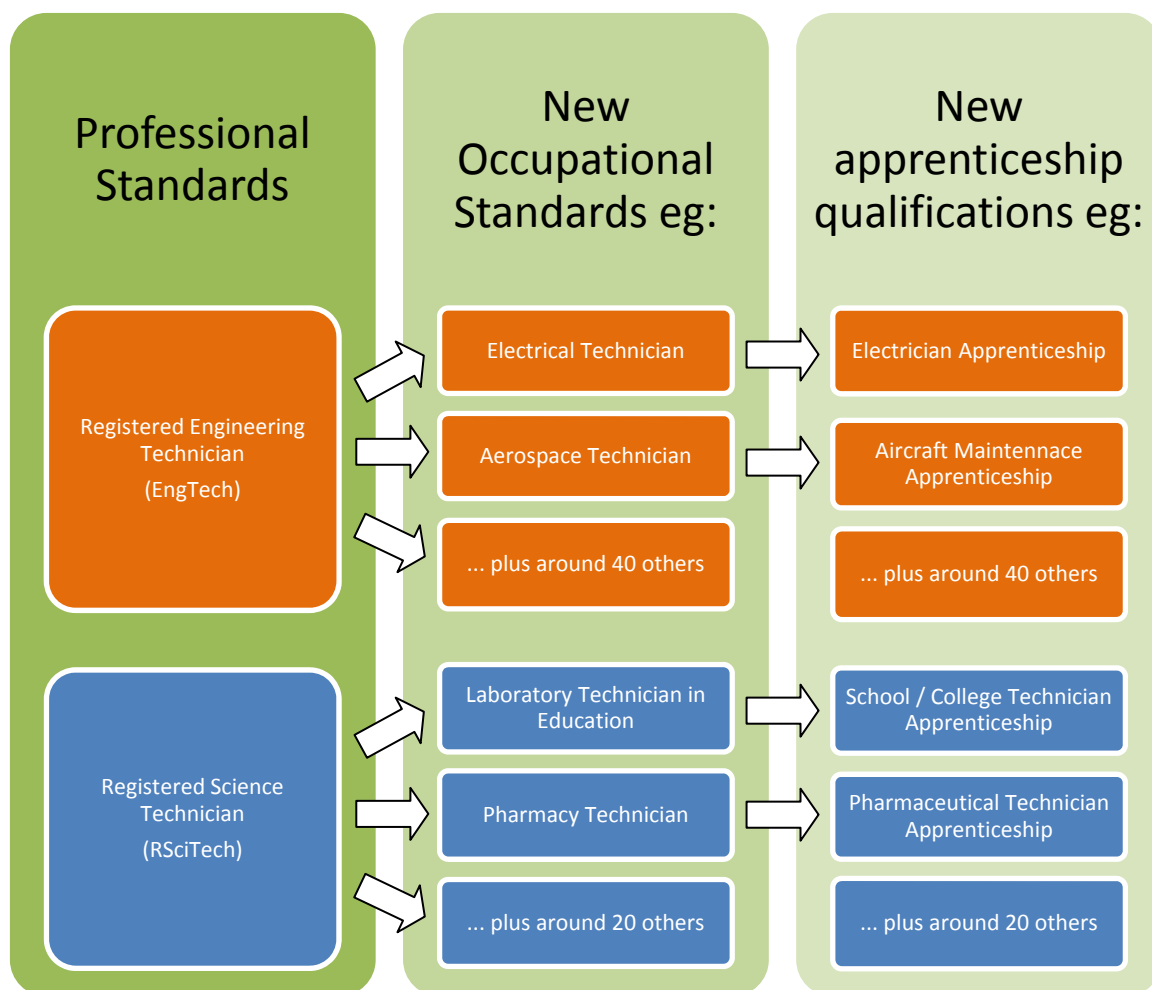 Professional
Standards
New
Occupational
Standards eg:
New
apprenticeship
qualifications eg:
Registered Engineering
Technician
(EngTech)
Electrical Technician
Electrician Apprenticeship
Aerospace Technician
Aircraft Maintennace
Apprenticeship
... plus around 40 others
... plus around 40 others
Registered Science
Technician
(RSciTech)
Laboratory Technician in
Education
School / College Technician
Apprenticeship
Pharmacy Technician
Pharmaceutical Technician
Apprenticeship
... plus around 20 others
... plus around 20 others